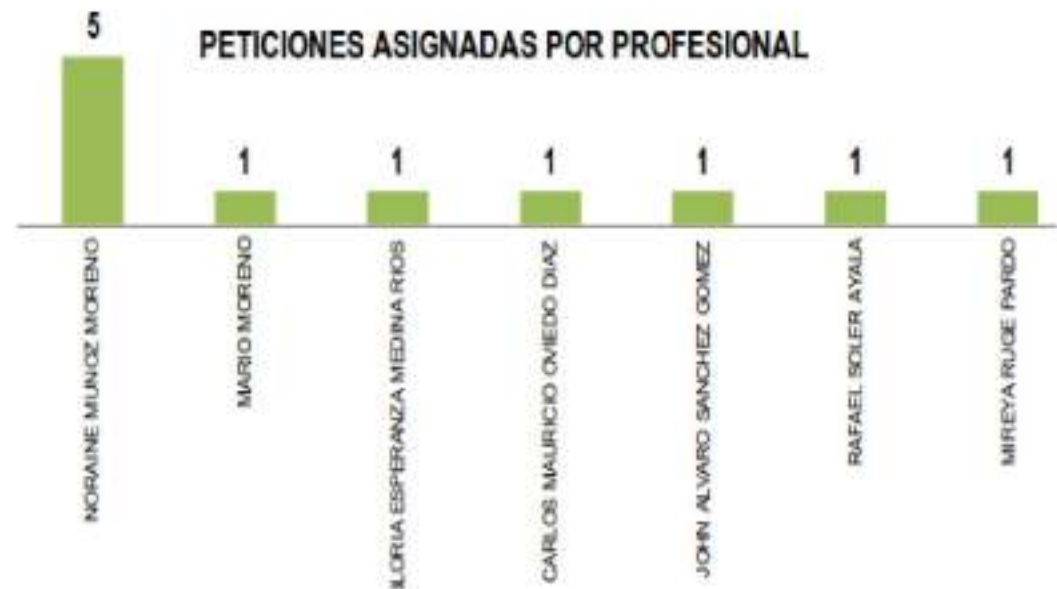 5
PETICIONES ASIGNADAS POR PROFESIONAL
1
1
1
1
1
1
NORAINE MUNOZ MORENO
MARIO MORENO
GLORIA ESPERANZA MEDINA RIOS
CARLOS MAURICIO OVIEDO DIAZ
JOHN ALVARO SANCHEZ GOMEZ
RAFAEL SOLER AYALA
MIREYA RUGE PARDO